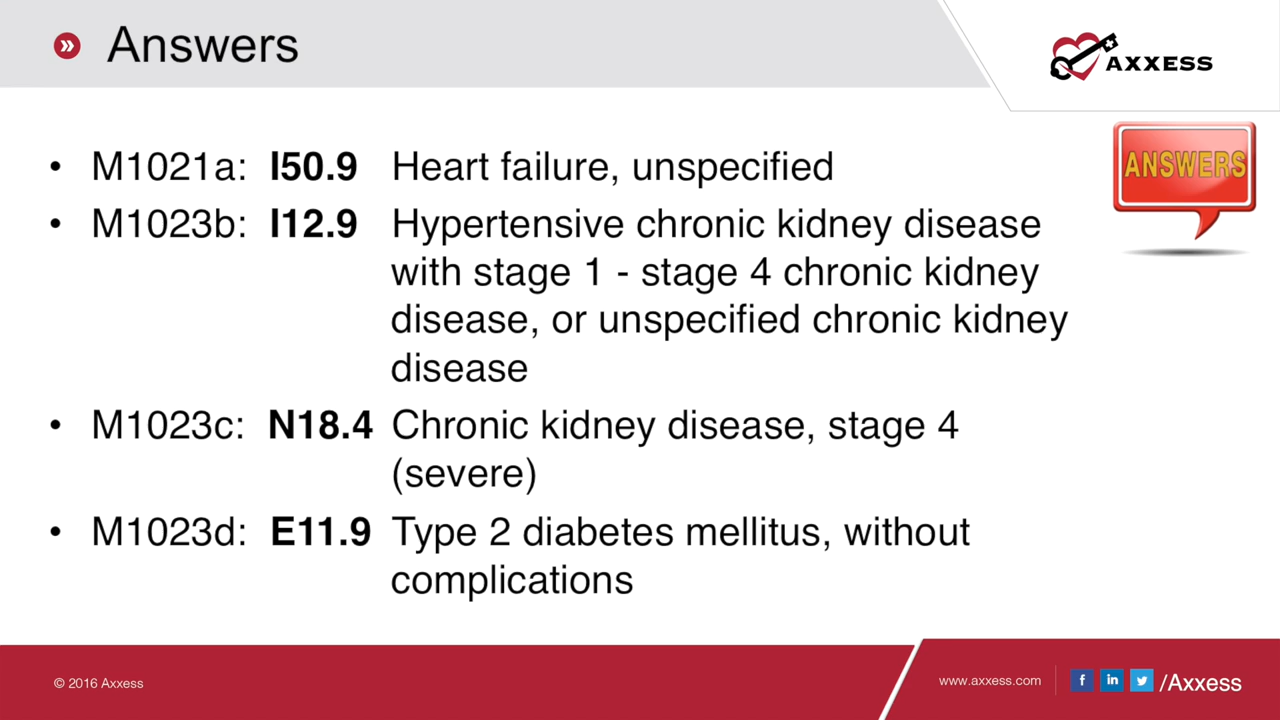 Answers
AXXESS
ANSWERS
• M1021a: I50.9 Heart failure, unspecified
• M1023b: I12.9 Hypertensive chronic kidney disease
with stage 1 - stage 4 chronic kidney
disease, or unspecified chronic kidney
disease
• M1023c: N18.4 Chronic kidney disease, stage 4
(severe)
• M1023d: E11.9 Type 2 diabetes mellitus, without
complications
© 2016 Axxess
www.axxess.com f in /Axxess